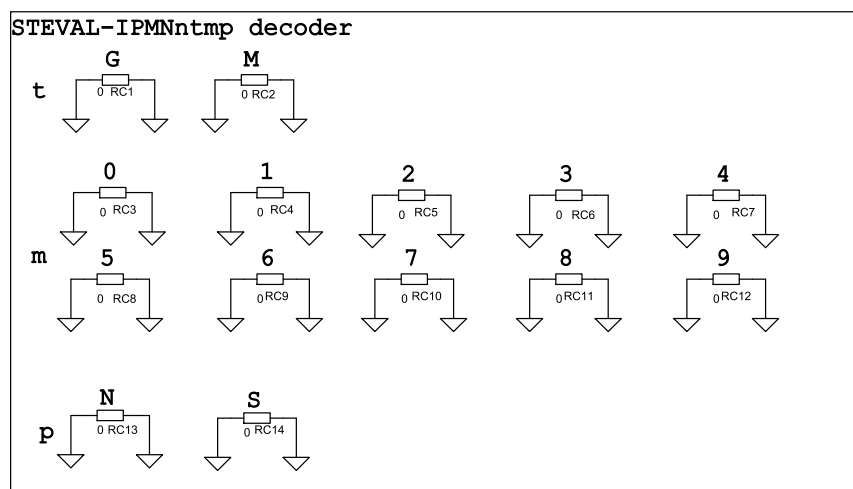 STEVAL-IPMNntmp decoder
G M
t
0 RC1 0 RC2
0 1 2 3 4
0 RC3 0 RC4 0 RC5 0 RC6 0 RC7
m
5 6 7 8 9
0 RC8 0 RC9 0 RC10 0 RC11 0 RC12
N S
p
0 RC13 0 RC14